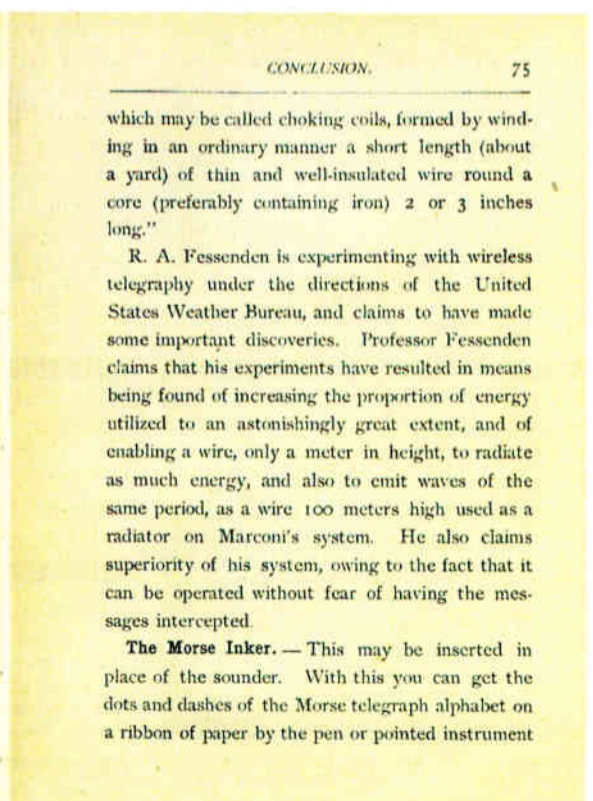 CONCLUSION. 75
which may be called choking coils, formed by wind-
ing in an ordinary manner a short length (about
a yard) of thin and well-insulated wire round a
core (preferably containing iron) 2 or 3 inches
long."
R. A. Fessenden is experimenting with wireless
telegraphy under the directions of the United
States Weather Bureau, and claims to have made
some important discoveries. Professor Fessenden
claims that his experiments have resulted in means
being found of increasing the proportion of energy
utilized to an astonishingly great extent, and of
enabling a wire, only a meter in height, to radiate
as much energy, and also to emit waves of the
same period, as a wire 100 meters high used as a
radiator on Marconi's system. He also claims
superiority of his system, owing to the fact that it
can be operated without fear of having the mes-
sages intercepted.
The Morse Inker. — This may be inserted in
place of the sounder. With this you can get the
dots and dashes of the Morse telegraph alphabet on
a ribbon of paper by the pen or pointed instrument